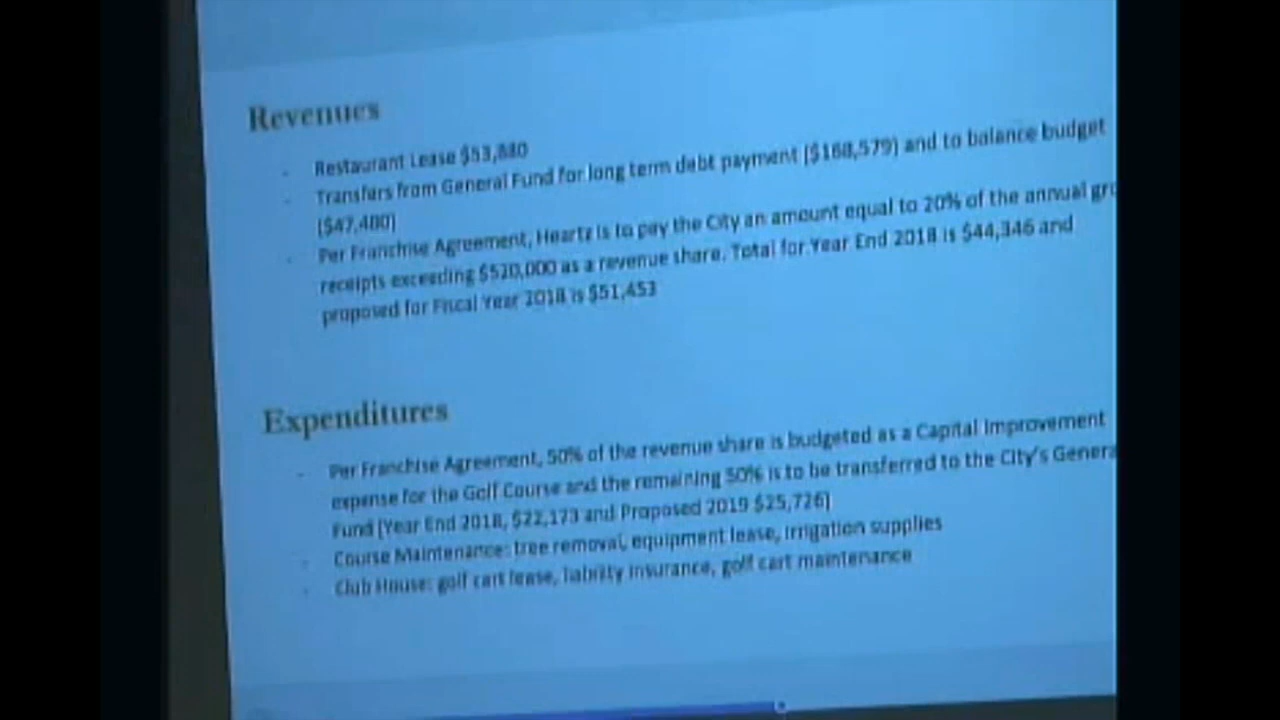 Revenues
- Restaurant Lease $53,880
- Transfers from General Fund for long term debt payment ($168,579) and to balance budget
($47,480)
- Per Franchise Agreement, Heartz is to pay the City an amount equal to 20% of the annual gro
receipts exceeding $520,000 as a revenue share. Total for Year End 2018 is $44,346 and
proposed for Fiscal Year 2018 is $51,453
Expenditures
- Per Franchise Agreement, 50% of the revenue share is budgeted as a Capital Improvement
expense for the Golf Course and the remaining 50% is to be transferred to the City's Genera
Fund (Year End 2018, $22,173 and Proposed 2019 $25,726)
- Course Maintenance: tree removal, equipment lease, irrigation supplies
- Club House: golf cart lease, liability insurance, golf cart maintenance